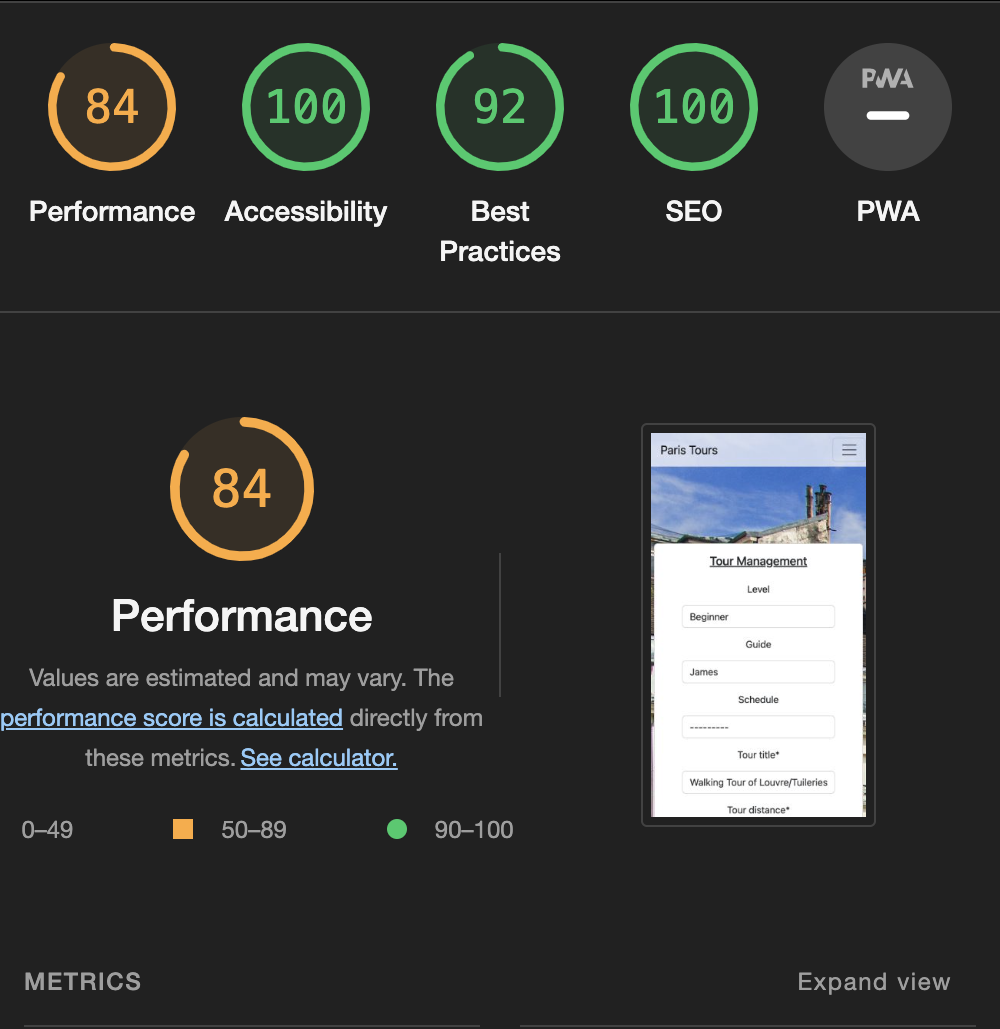 84
100
92
100
PWA
Performance
Accessibility
Best
Practices
SEO
PWA
84
Performance
Values are estimated and may vary. The
performance score is calculated directly from
these metrics. See calculator.
0–49
50–89
90–100
Paris Tours
Tour Management
Level
Beginner
Guide
James
Schedule
---------
Tour title*
Walking Tour of Louvre/Tuileries
Tour distance*
METRICS
Expand view